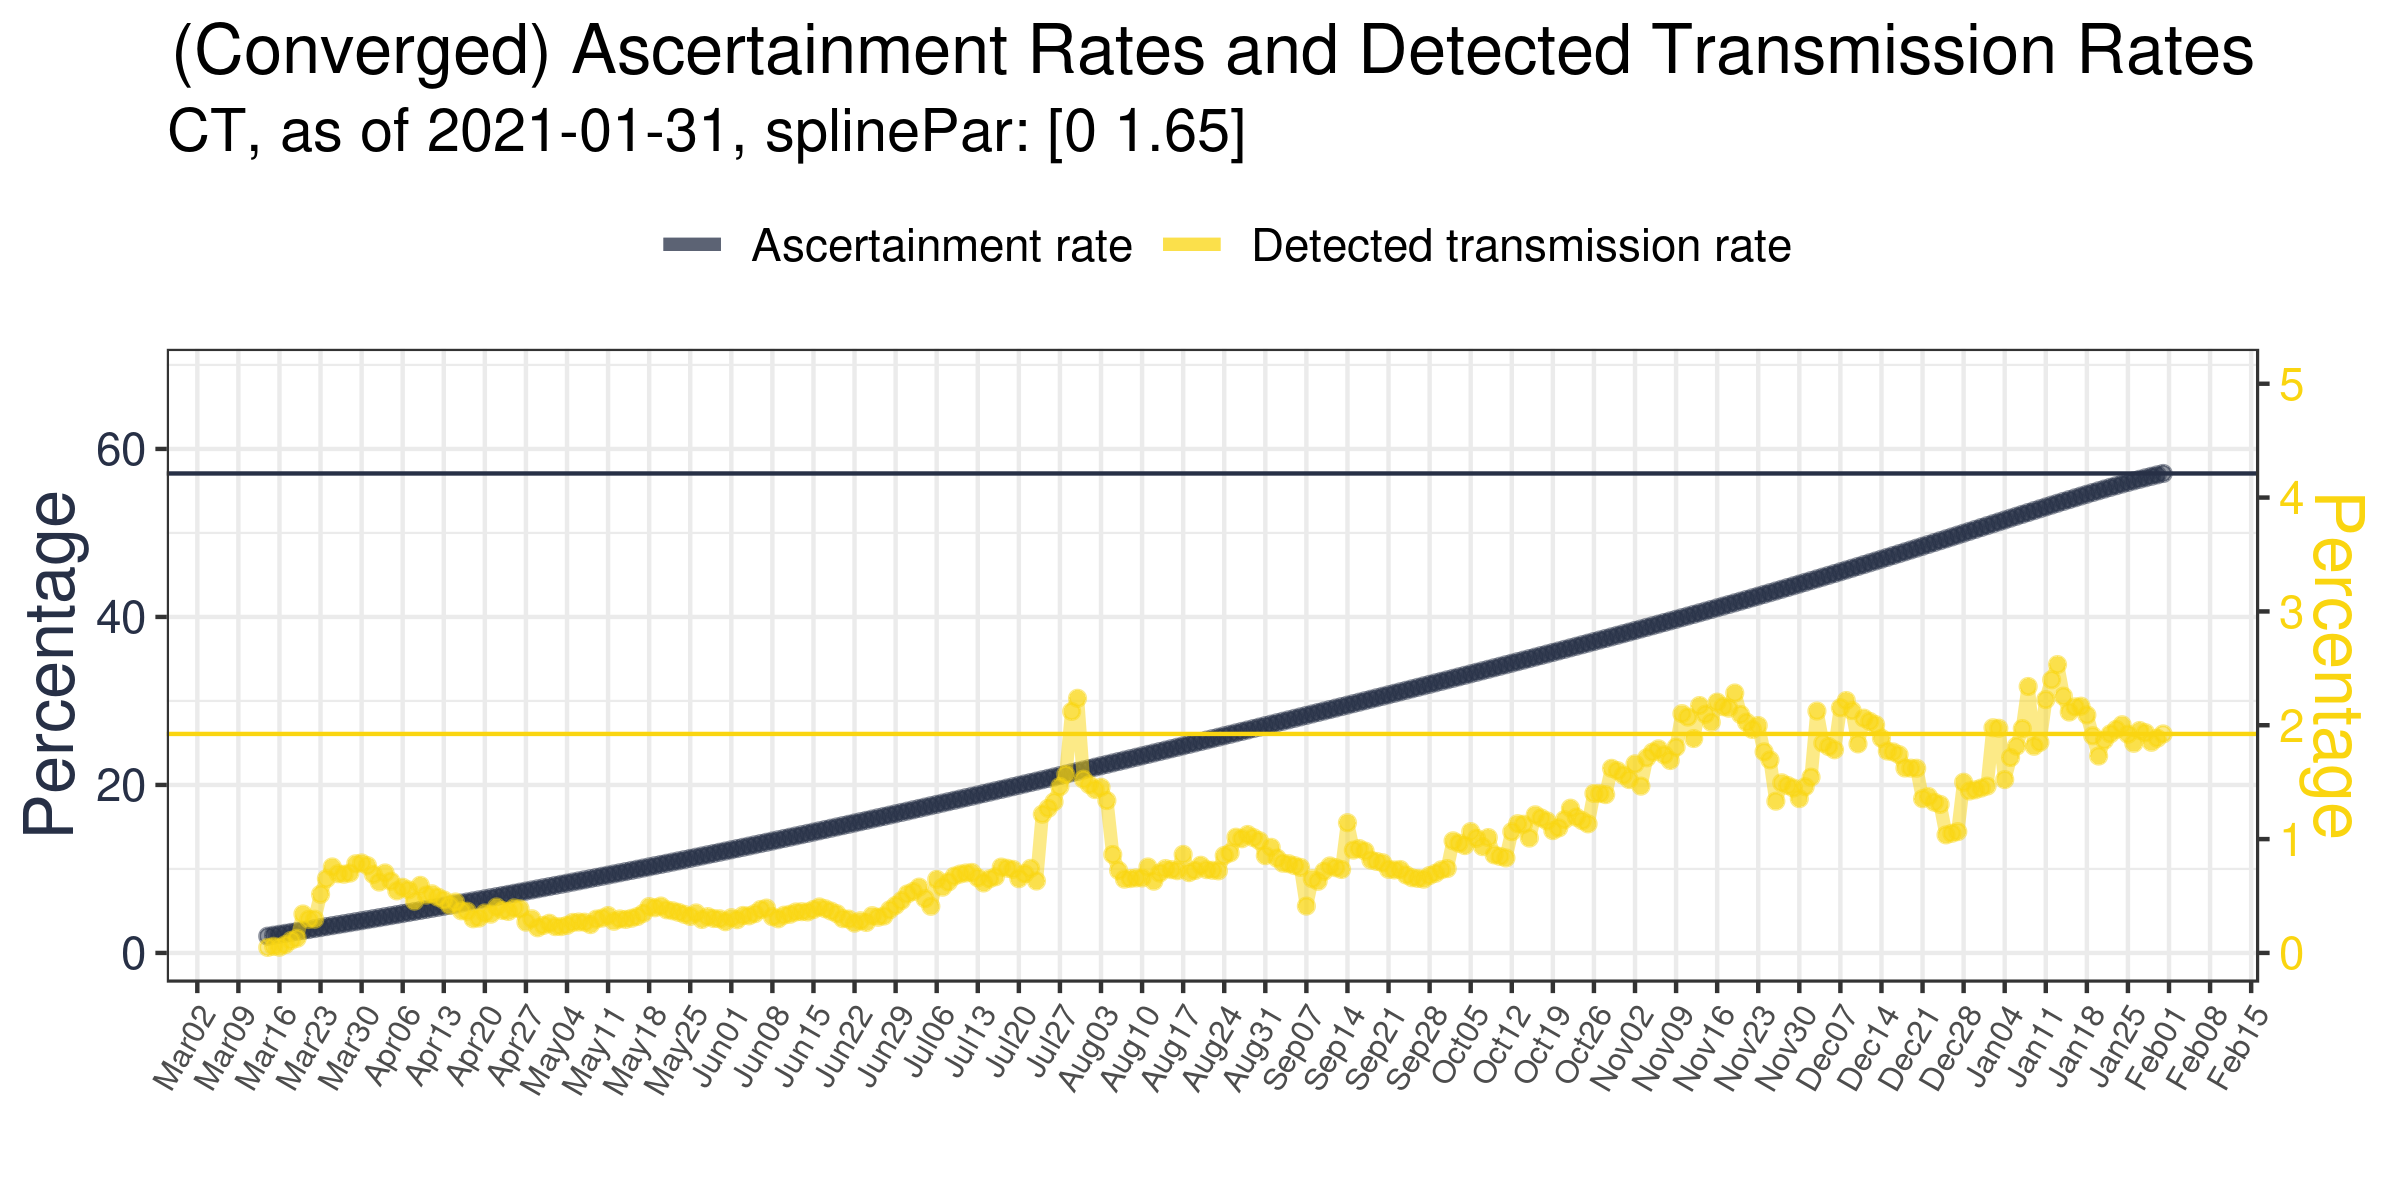 (Converged) Ascertainment Rates and Detected Transmission Rates
CT, as of 2021-01-31, splinePar: [0 1.65]
Ascertainment rate Detected transmission rate
Percentage
60
40
20
0
5
4
3
2
1
0
Percentage
Mar02 Mar09 Mar16 Mar23 Mar30 Apr06 Apr13 Apr20 Apr27 May04 May11 May18 May25 Jun01 Jun08 Jun15 Jun22 Jun29 Jul06 Jul13 Jul20 Jul27 Aug03 Aug10 Aug17 Aug24 Aug31 Sep07 Sep14 Sep21 Sep28 Oct05 Oct12 Oct19 Oct26 Nov02 Nov09 Nov16 Nov23 Nov30 Dec07 Dec14 Dec21 Dec28 Jan04 Jan11 Jan18 Jan25 Feb01 Feb08 Feb15